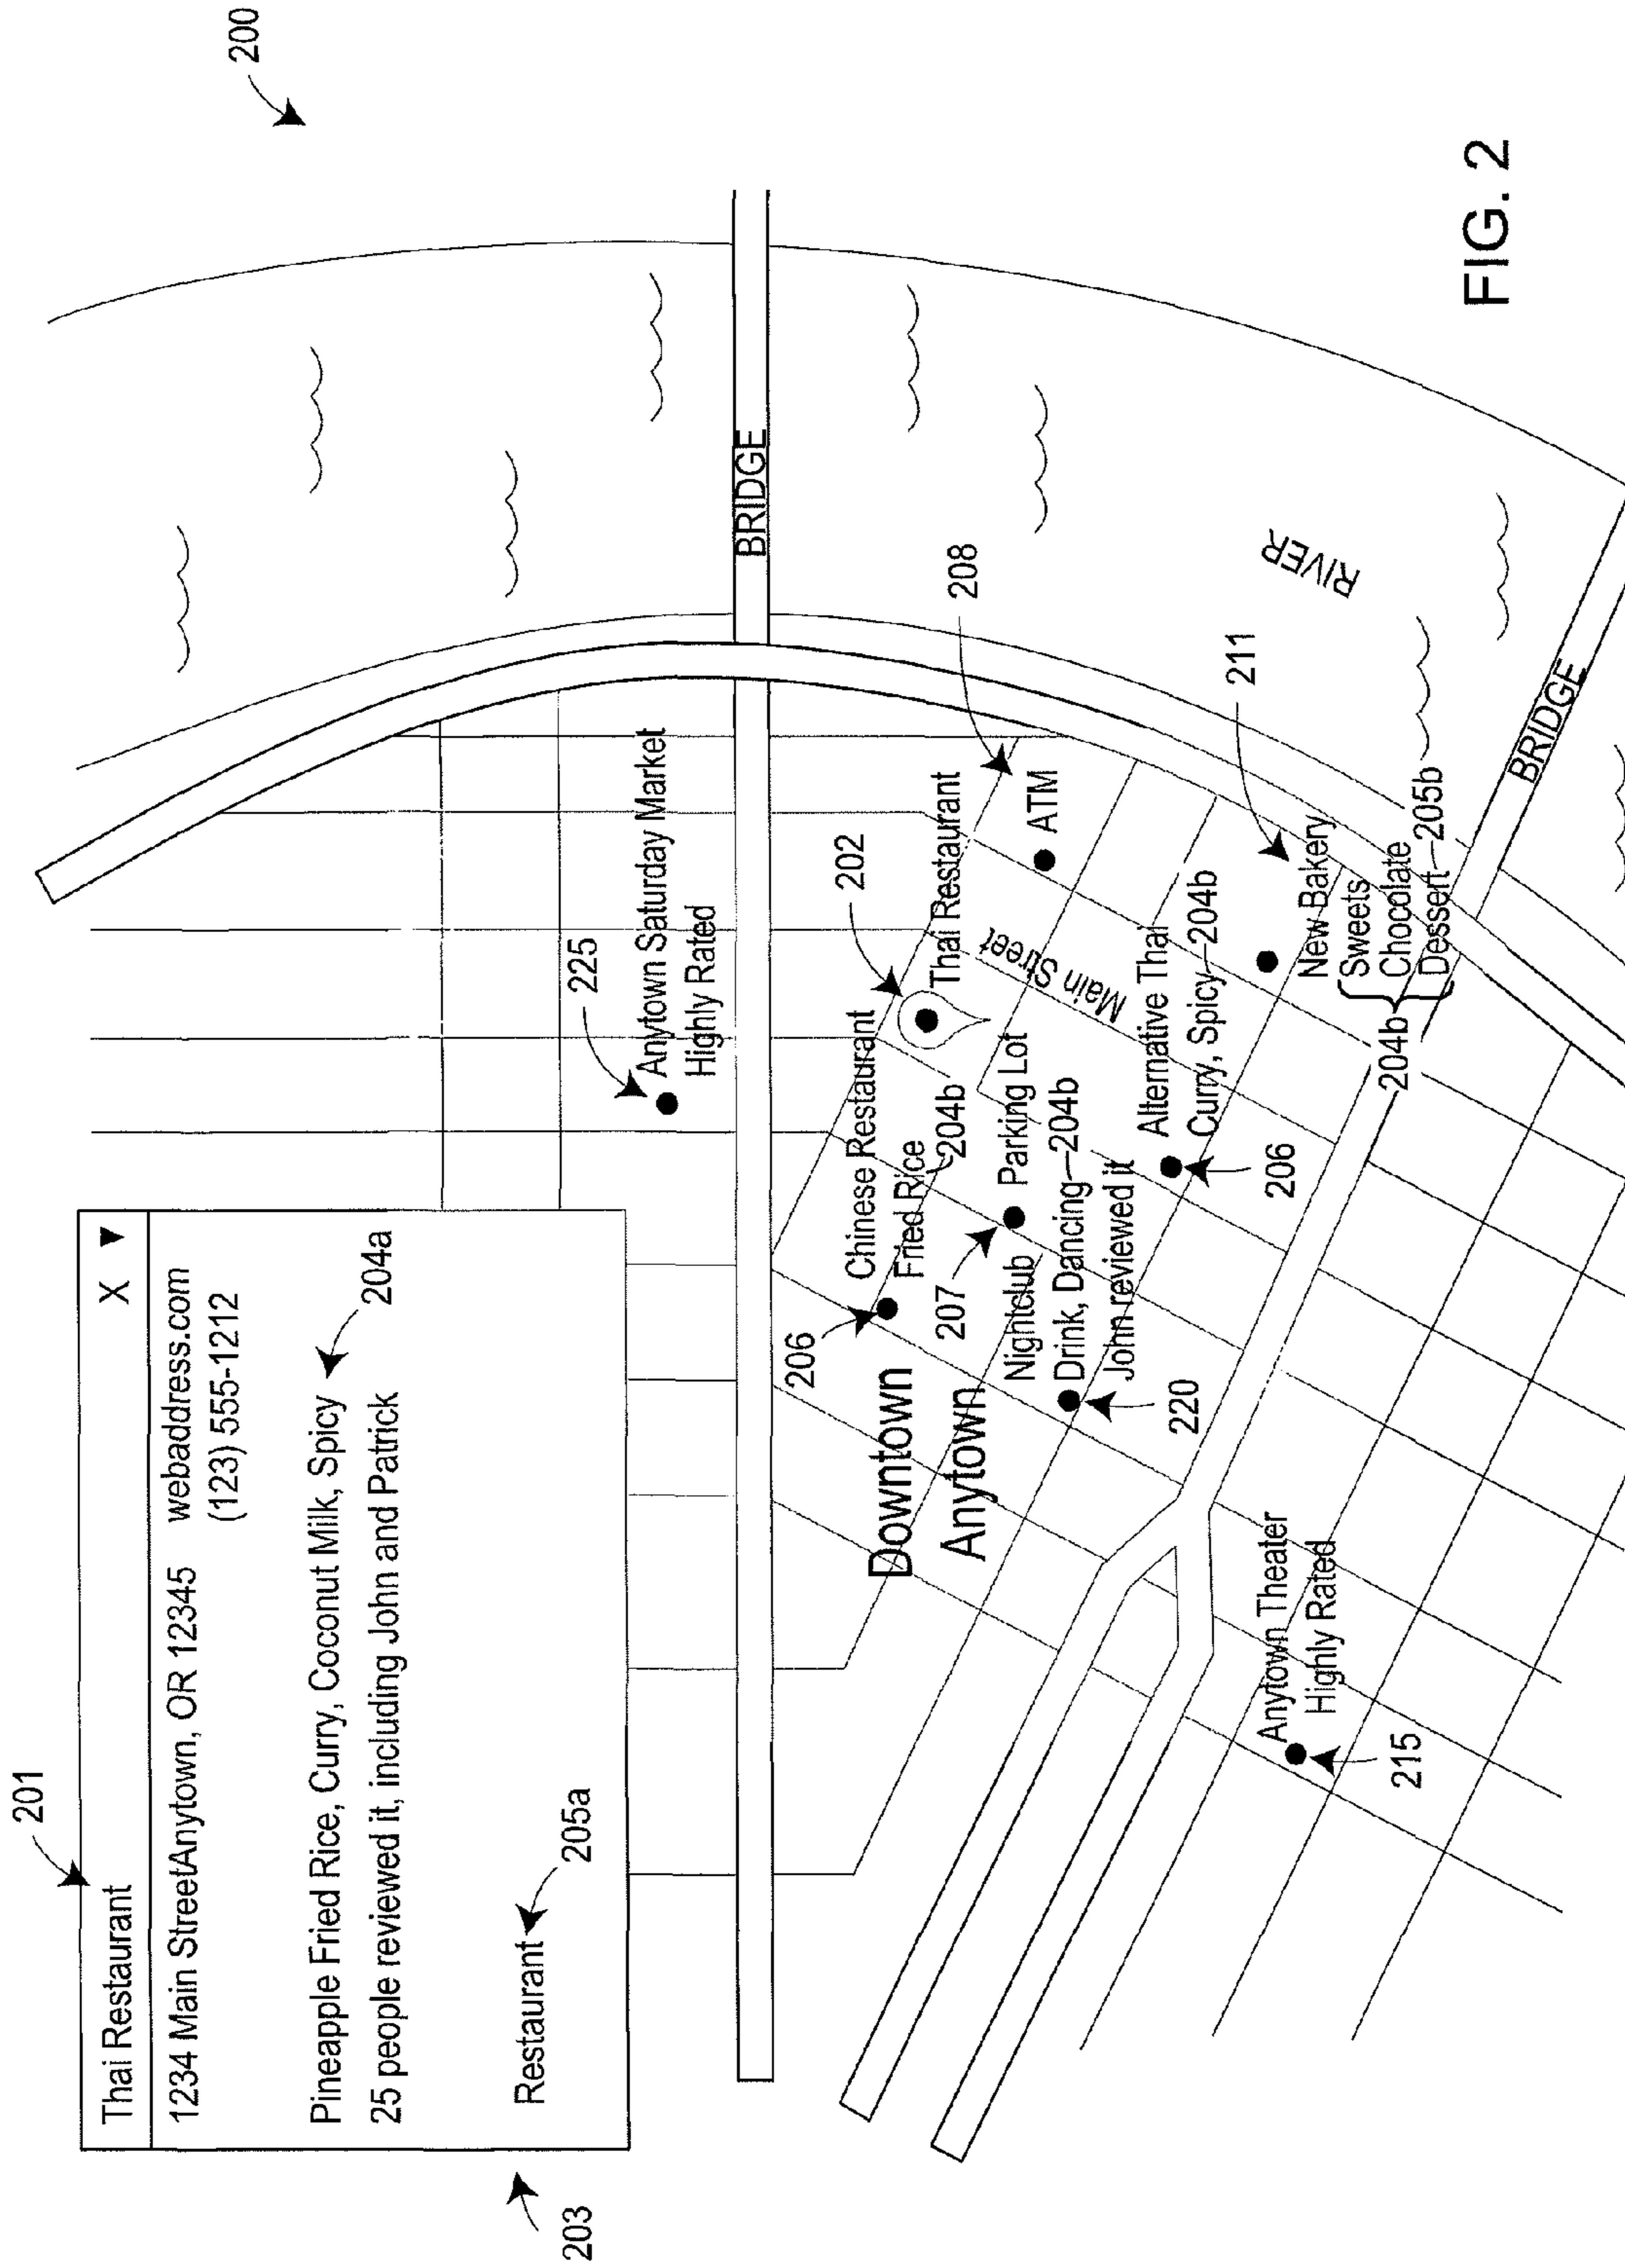 200
201
Thai Restaurant X ▼
1234 Main StreetAnytown, OR 12345 webaddress.com
(123) 555-1212
Pineapple Fried Rice, Curry, Coconut Milk, Spicy
204a
25 people reviewed it, including John and Patrick
Restaurant
205a
203
225
Anytown Saturday Market
Highly Rated
BRIDGE
202
206
Chinese Restaurant
Fried Rice
204b
Thai Restaurant
208
ATM
Main Street
Downtown
Anytown
207
Parking Lot
Nightclub
Drink, Dancing
204b
John reviewed it
220
Alternative Thai
Curry, Spicy
204b
206
211
New Bakery
Sweets
Chocolate
Dessert
205b
204b
RIVER
BRIDGE
Anytown Theater
Highly Rated
215
FIG. 2